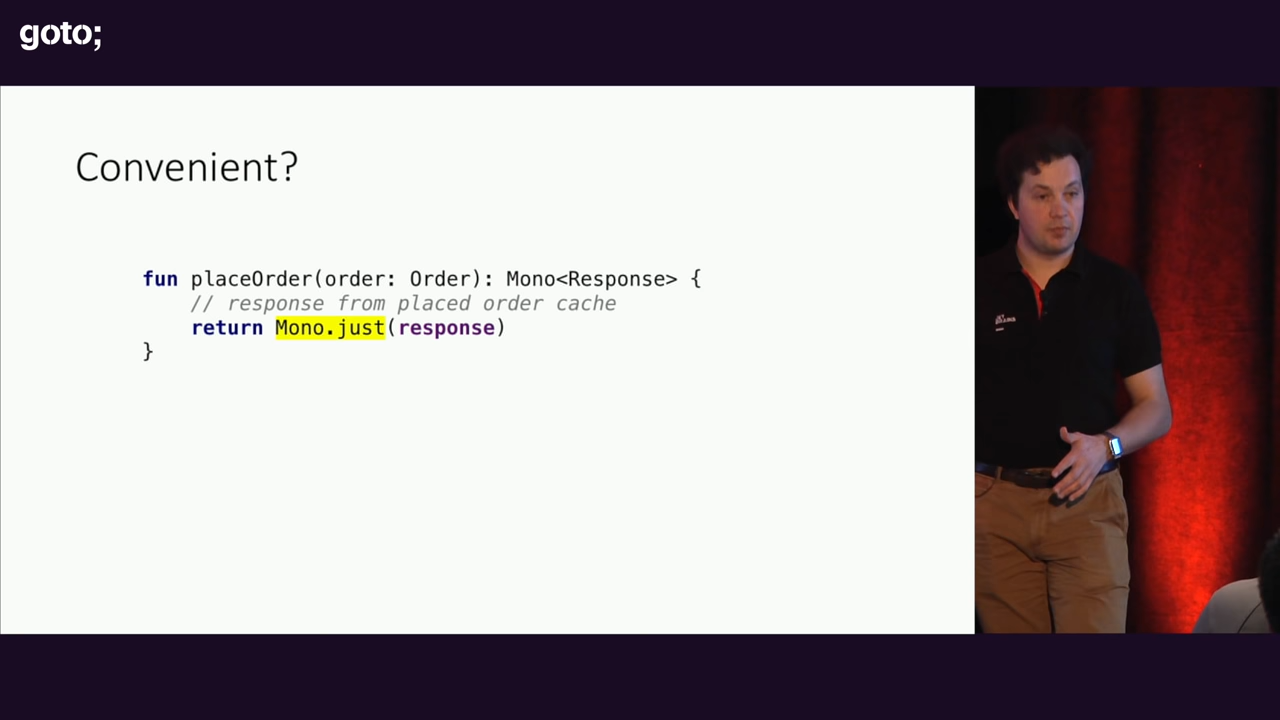 goto;
Convenient?
fun placeOrder(order: Order): Mono<Response> {
// response from placed order cache
return Mono.just(response)
}